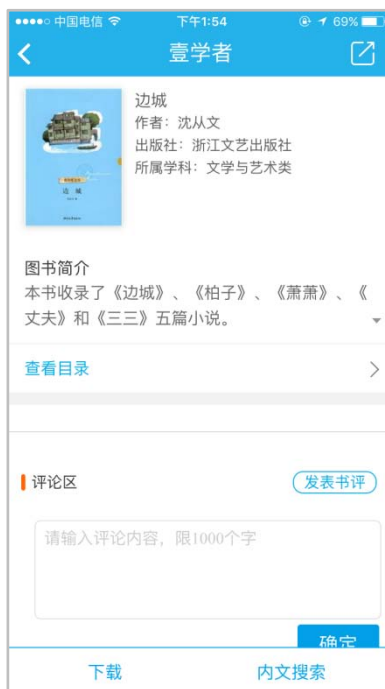 中国电信 下午1:54 69%
壹学者
边城
作者：沈从文
出版社：浙江文艺出版社
所属学科：文学与艺术类
边 城
图书简介
本书收录了《边城》、《柏子》、《萧萧》、《
丈夫》和《三三》五篇小说。
查看目录
评论区 发表书评
请输入评论内容，限1000个字
确定
下载 内文搜索